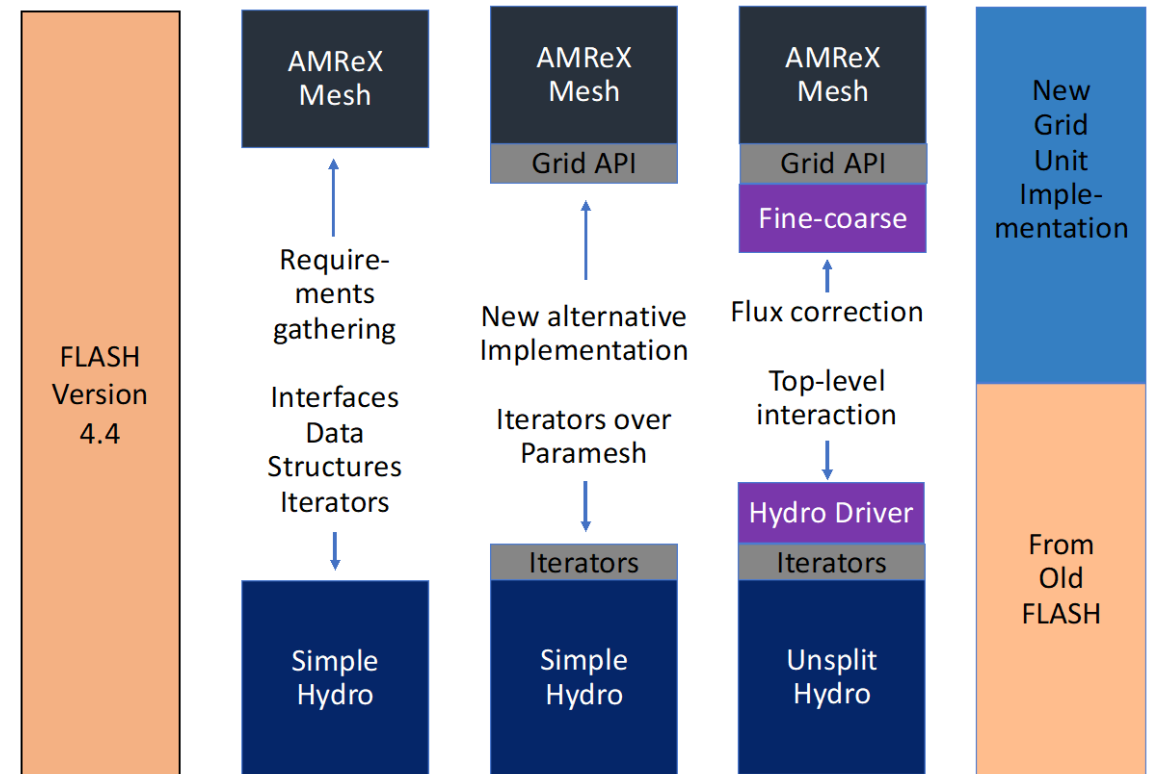 FLASH
Version
4.4
AMReX
Mesh
Require-
ments
gathering
Interfaces
Data
Structures
Iterators
Simple
Hydro
AMReX
Mesh
Grid API
New alternative
Implementation
Iterators over
Paramesh
Iterators
Simple
Hydro
AMReX
Mesh
Grid API
Fine-coarse
Flux correction
Top-level
interaction
Hydro Driver
Iterators
Unsplit
Hydro
New
Grid
Unit
Imple-
mentation
From
Old
FLASH